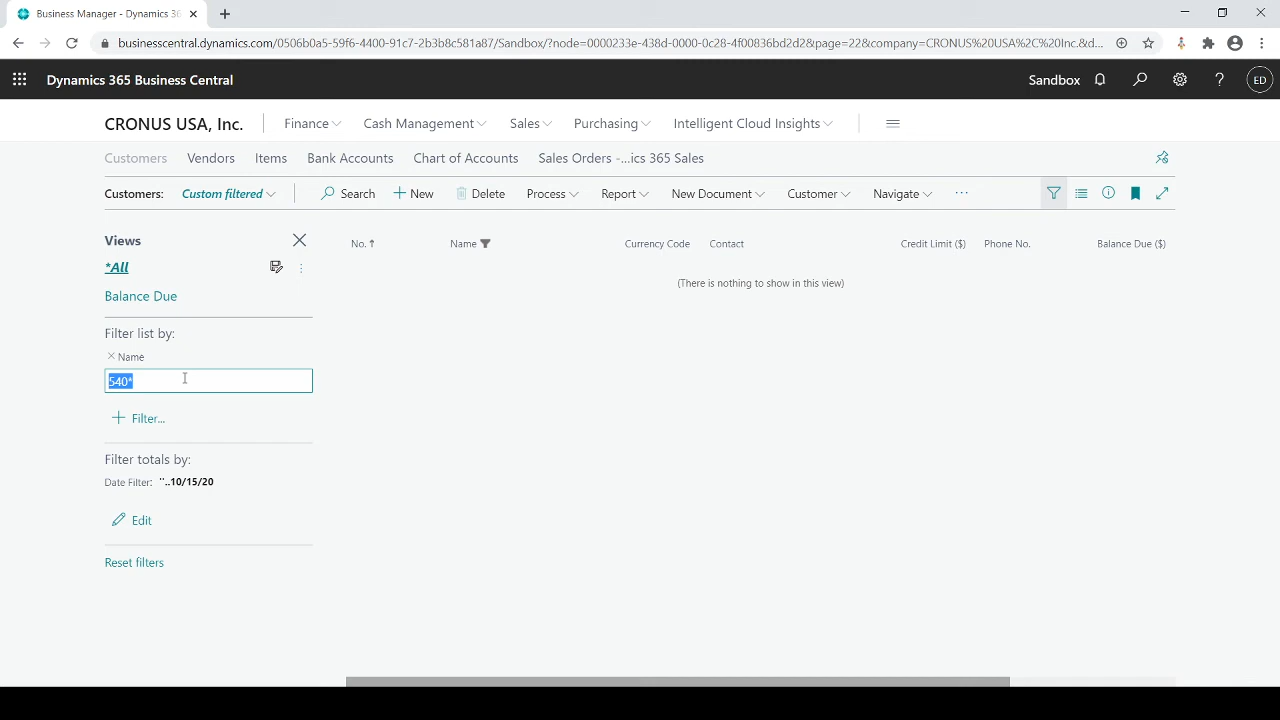 Business Manager - Dynamics 36
businesscentral.dynamics.com/0506b0a5-59f6-4400-91c7-2b3b8c581a87/Sandbox/?node=0000233e-438d-0000-0c28-4f00836bd2d2&page=22&company=CRONUS%20USA%2C%20Inc.&d...
Dynamics 365 Business Central
Sandbox
ED
CRONUS USA, Inc.
Finance
Cash Management
Sales
Purchasing
Intelligent Cloud Insights
Customers
Vendors
Items
Bank Accounts
Chart of Accounts
Sales Orders -...ics 365 Sales
Customers:
Custom filtered
Search
New
Delete
Process
Report
New Document
Customer
Navigate
...
Views
*All
Balance Due
Filter list by:
× Name
540*
+ Filter...
Filter totals by:
Date Filter: ''..10/15/20
Edit
Reset filters
No. ↑
Name
Currency Code
Contact
Credit Limit ($)
Phone No.
Balance Due ($)
(There is nothing to show in this view)